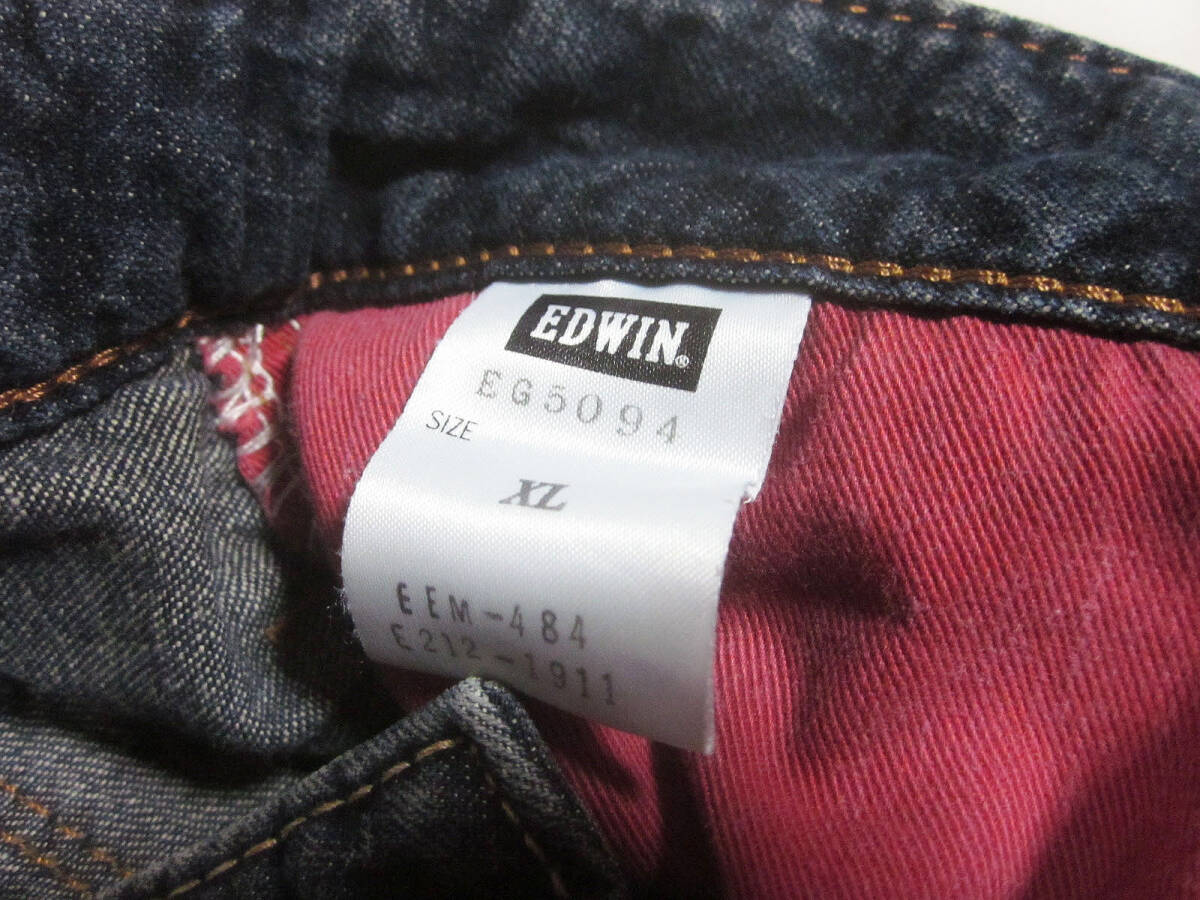 EDWIN®
EG5094
SIZE
XL
EEM-484
E212-1911